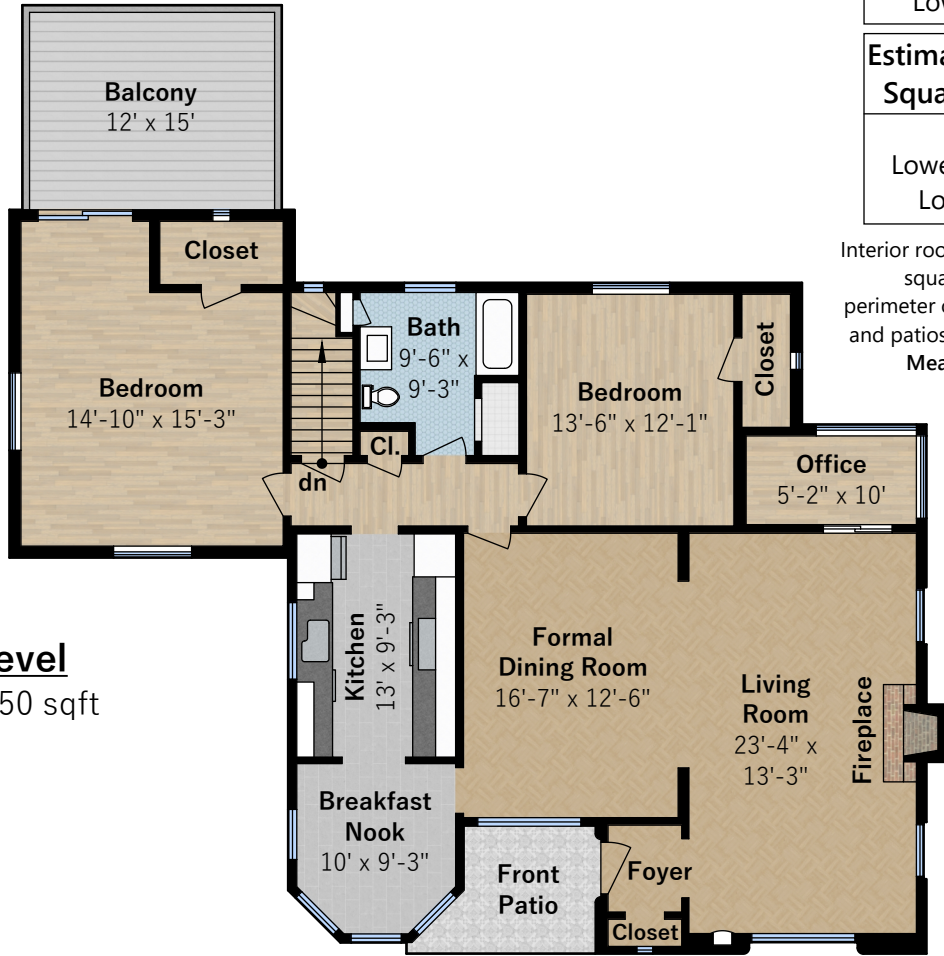 Balcony
12' x 15'
Closet
Bedroom
14'-10" x 15'-3"
dn
Cl.
Bath
9'-6" x
9'-3"
Bedroom
13'-6" x 12'-1"
Closet
Office
5'-2" x 10'
Kitchen
13' x 9'-3"
Formal
Dining Room
16'-7" x 12'-6"
Living
Room
23'-4" x
13'-3"
Fireplace
Breakfast
Nook
10' x 9'-3"
Front
Patio
Foyer
Closet
evel
50 sqft
Low
Estima
Squa
Lowe
Lo
Interior roo
squa
perimeter
and patios
Mea